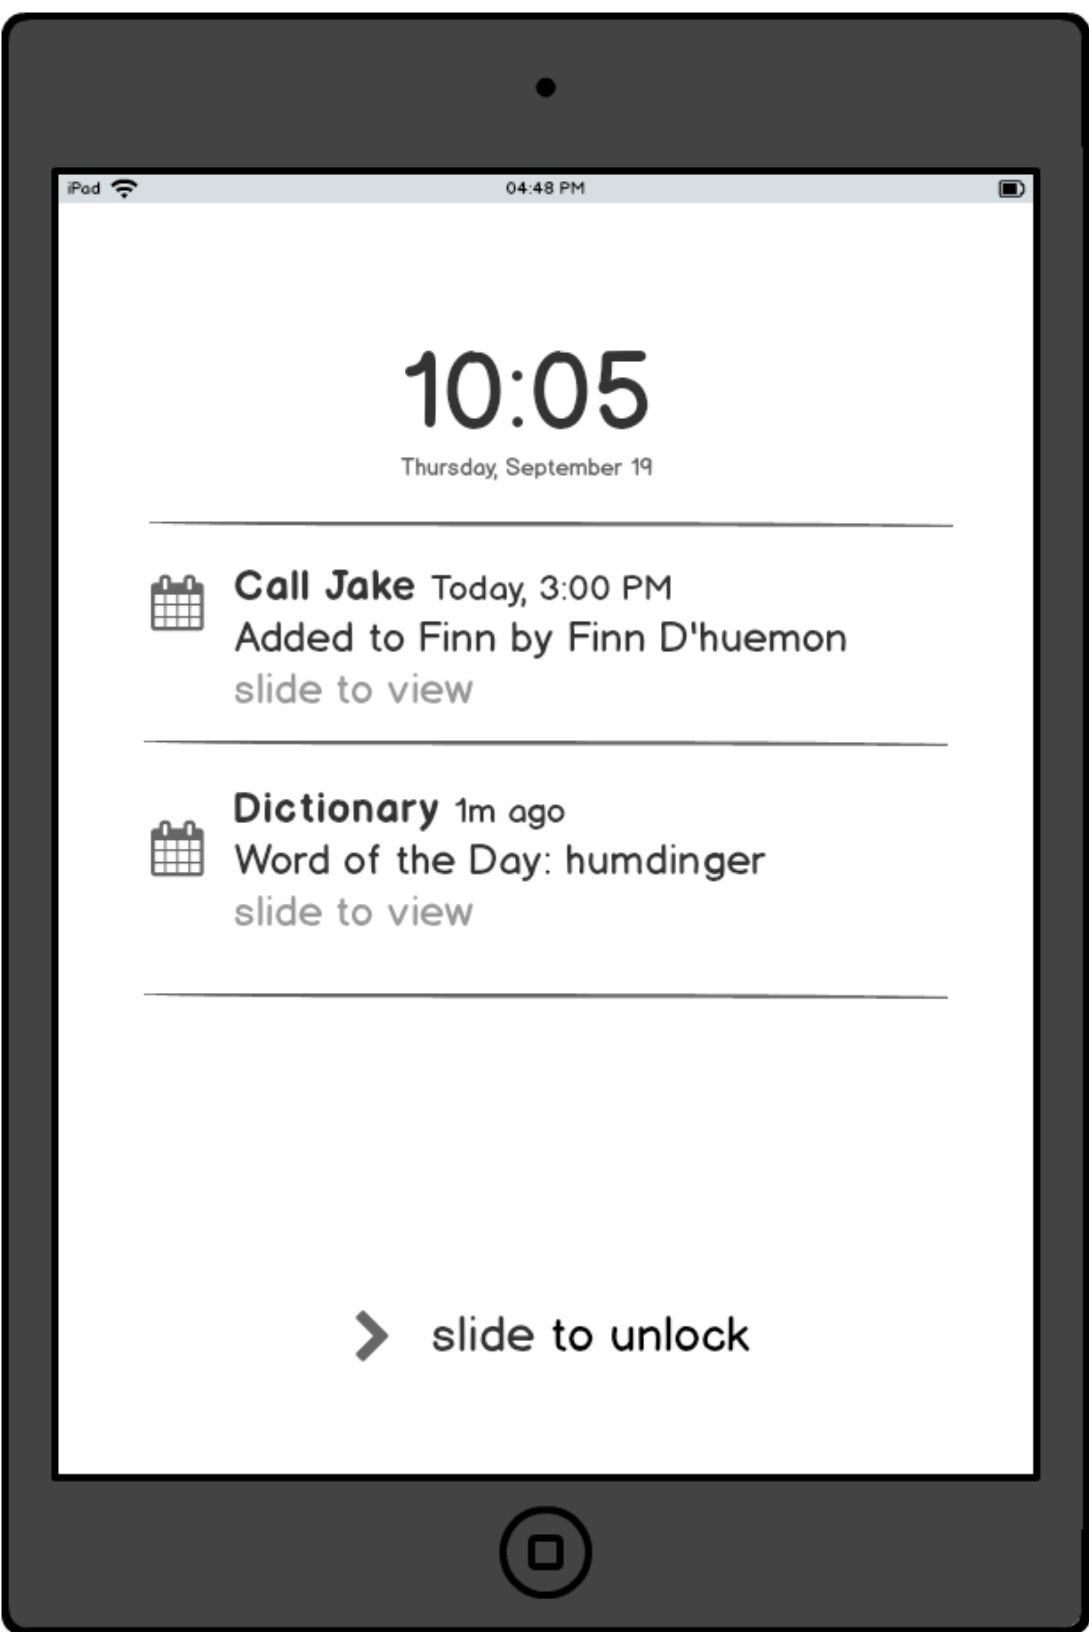 iPad 04:48 PM
10:05
Thursday, September 19
Call Jake Today, 3:00 PM
Added to Finn by Finn D'huemon
slide to view
Dictionary 1m ago
Word of the Day: humdinger
slide to view
slide to unlock